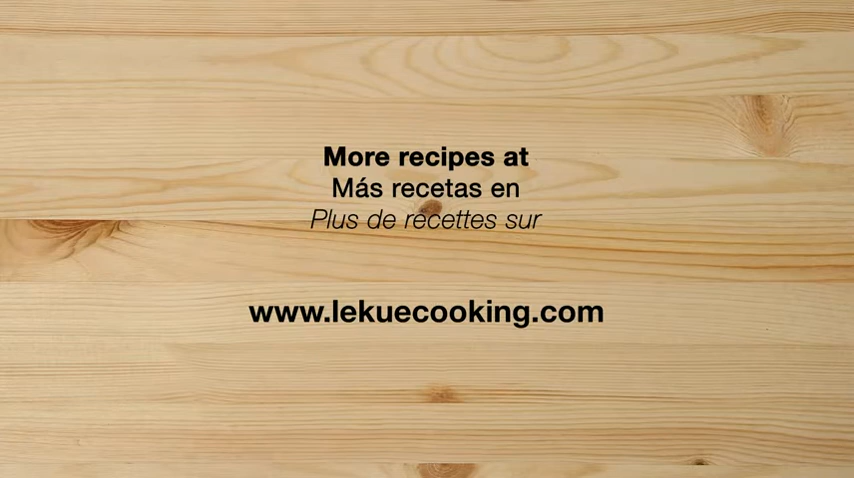 More recipes at
Más recetas en
Plus de recettes sur
www.lekuecooking.com